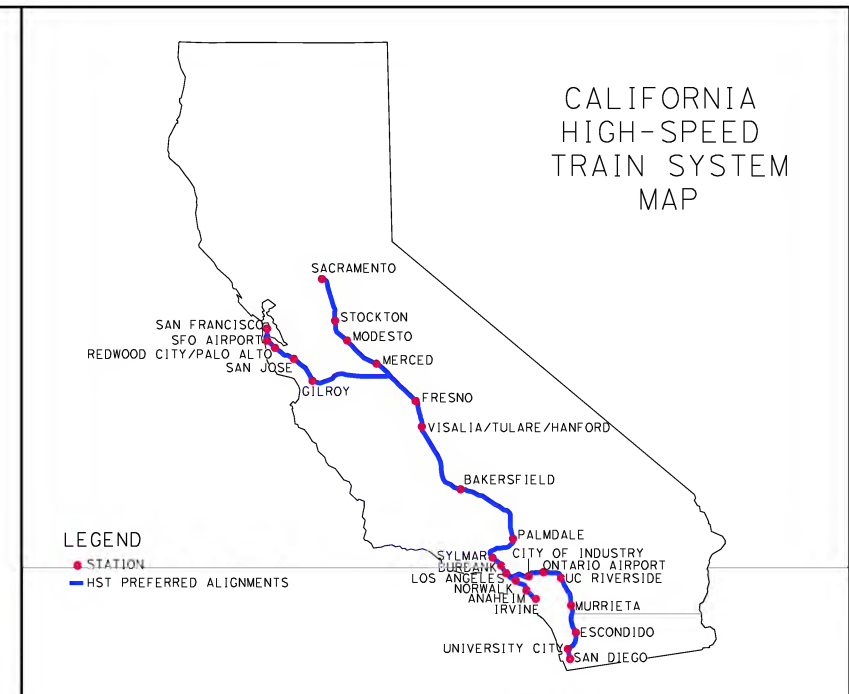 CALIFORNIA
HIGH-SPEED
TRAIN SYSTEM
MAP
SACRAMENTO
STOCKTON
SAN FRANCISCO
SFO AIRPORT
MODESTO
REDWOOD CITY/PALO ALTO
MERCED
SAN JOSE
GILROY
FRESNO
VISALIA/TULARE/HANFORD
BAKERSFIELD
PALMDALE
LEGEND
STATION
HST PREFERRED ALIGNMENTS
SYLMAR
CITY OF INDUSTRY
BURBANK
ONTARIO AIRPORT
LOS ANGELES
UC RIVERSIDE
NORWALK
ANAHEIM
IRVINE
MURRIETA
ESCONDIDO
UNIVERSITY CITY
SAN DIEGO